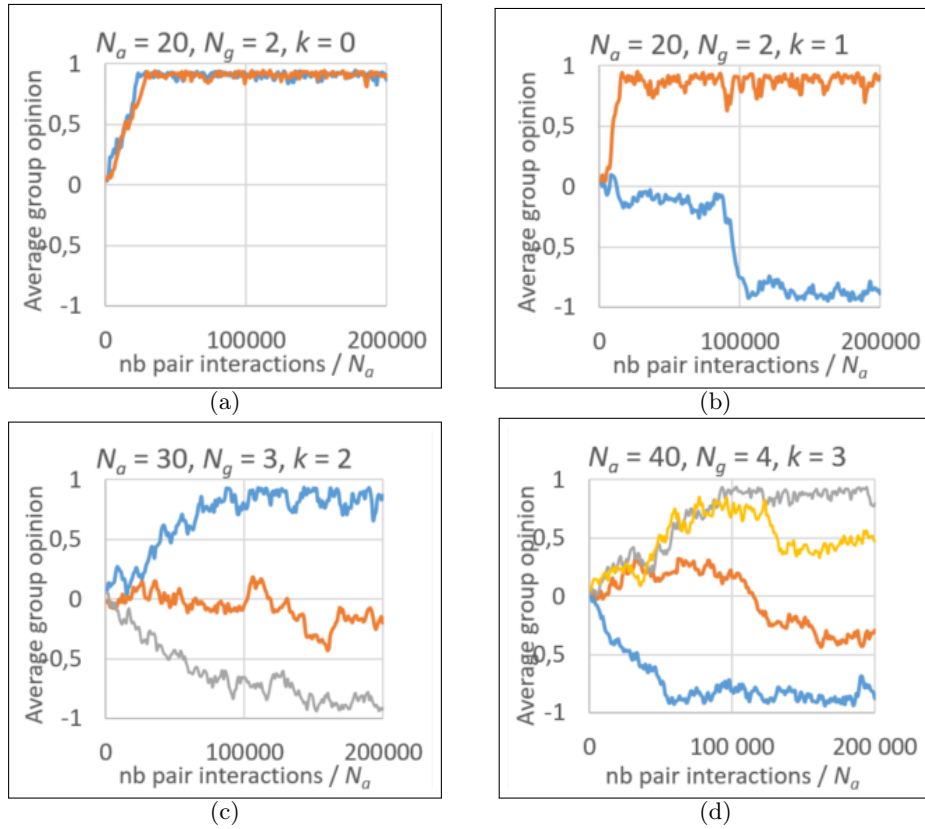 Nₐ = 20, N_g = 2, k = 0
Average group opinion
1
0,5
0
-0,5
-1
0 100000 200000
nb pair interactions / Nₐ
(a)
Nₐ = 20, N_g = 2, k = 1
Average group opinion
1
0,5
0
-0,5
-1
0 100000 200000
nb pair interactions / Nₐ
(b)
Nₐ = 30, N_g = 3, k = 2
Average group opinion
1
0,5
0
-0,5
-1
0 100000 200000
nb pair interactions / Nₐ
(c)
Nₐ = 40, N_g = 4, k = 3
Average group opinion
1
0,5
0
-0,5
-1
0 100 000 200 000
nb pair interactions / Nₐ
(d)